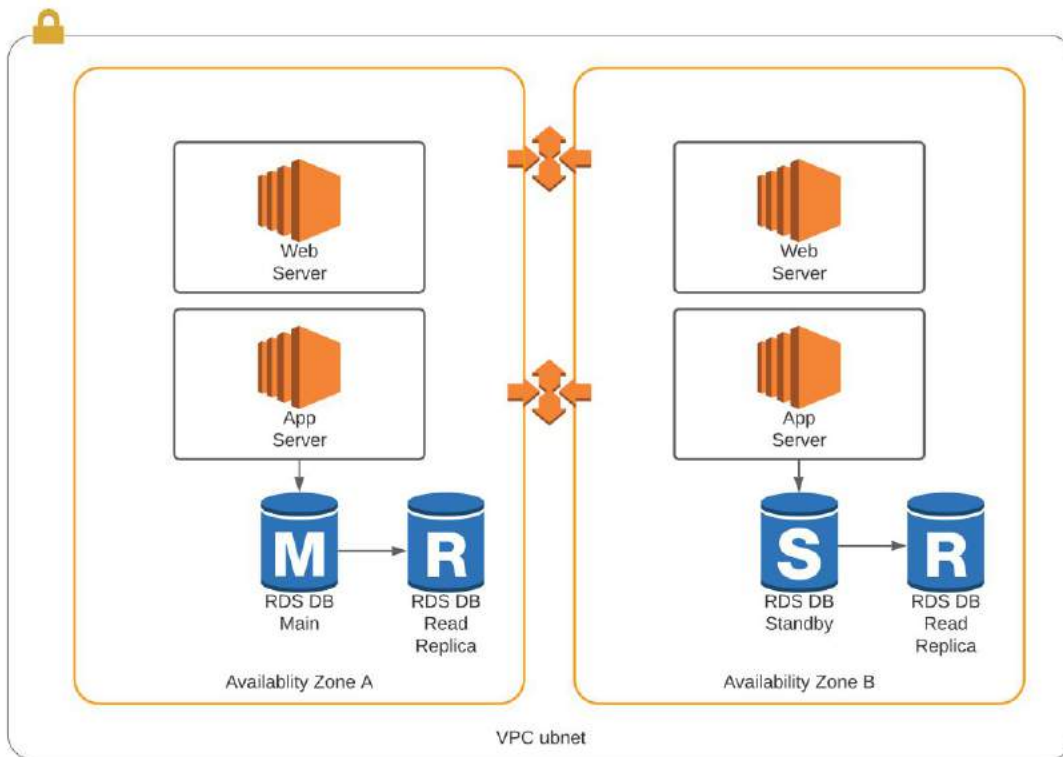 Web
Server
Web
Server
App
Server
App
Server
M
R
S
R
RDS DB
Main
RDS DB
Read
Replica
RDS DB
Standby
RDS DB
Read
Replica
Availablity Zone A
Availability Zone B
VPC ubnet